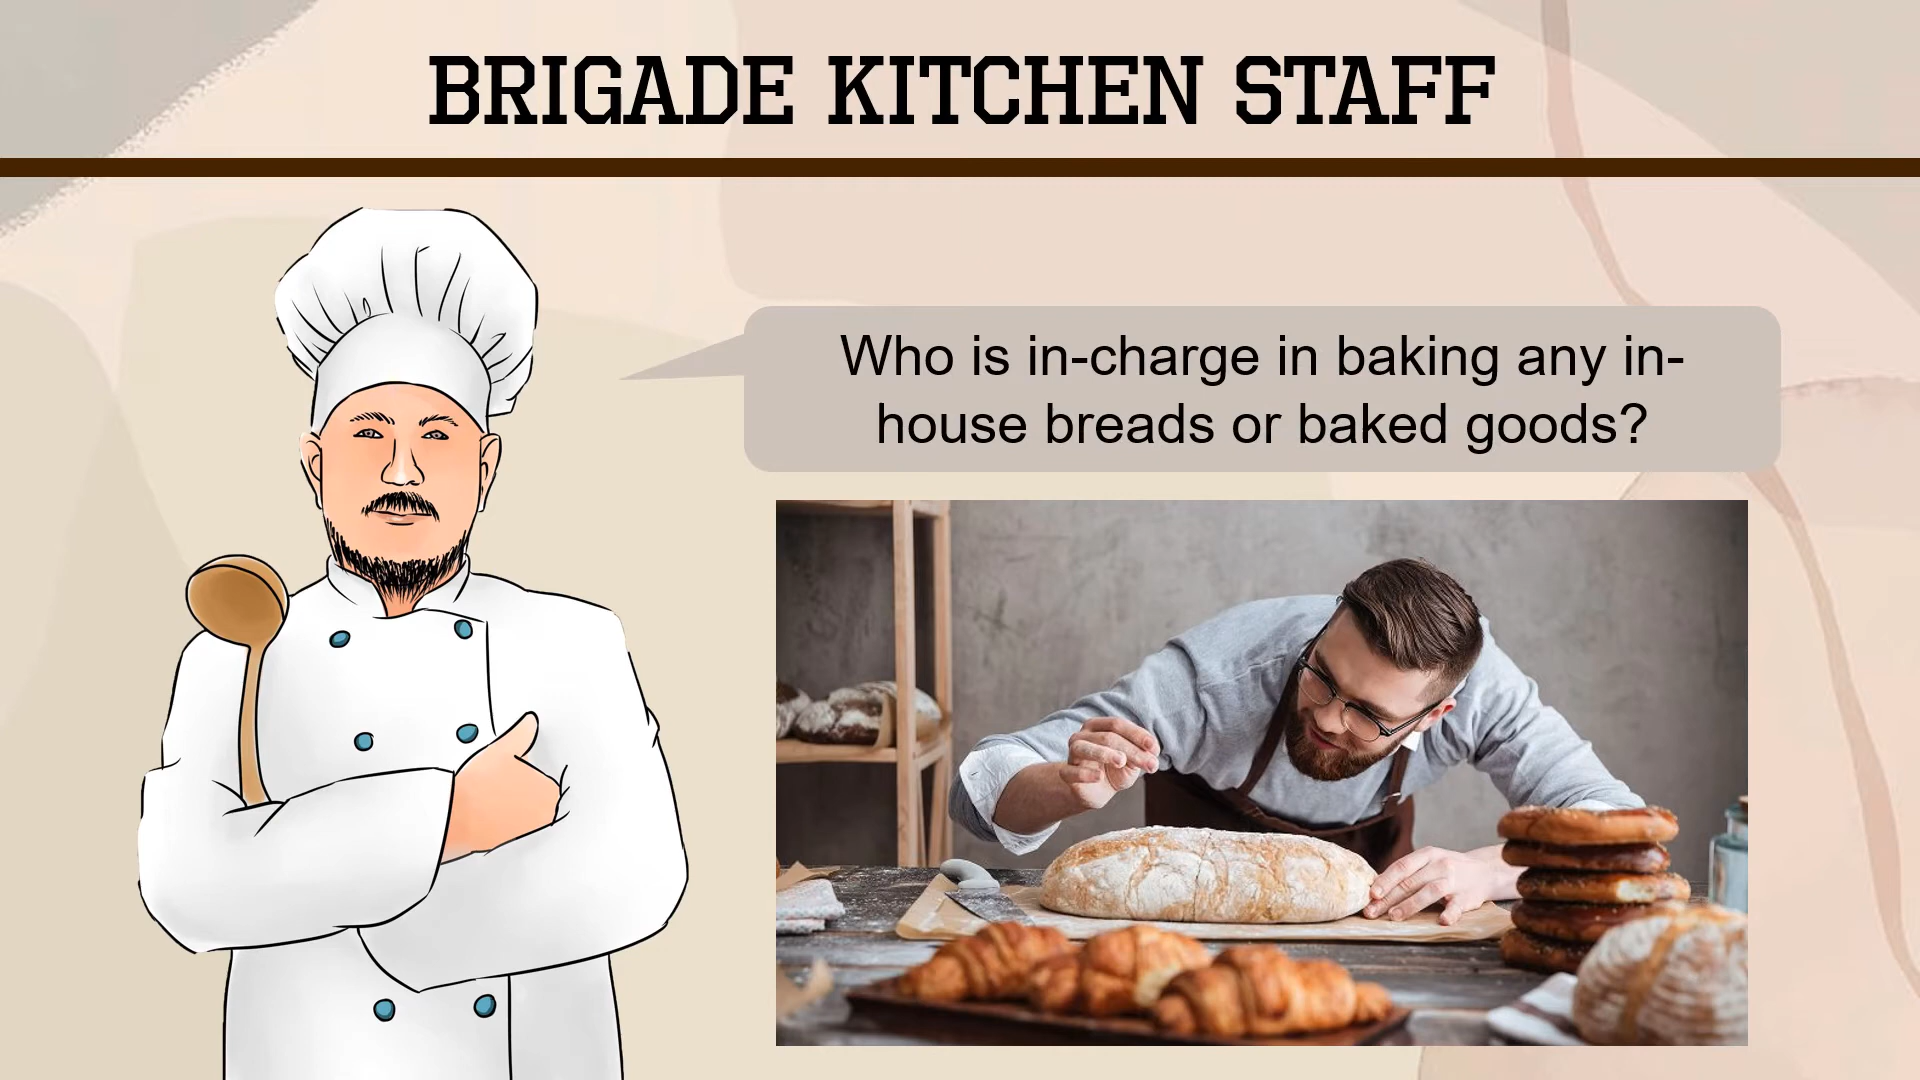 BRIGADE KITCHEN STAFF
Who is in-charge in baking any in-
house breads or baked goods?